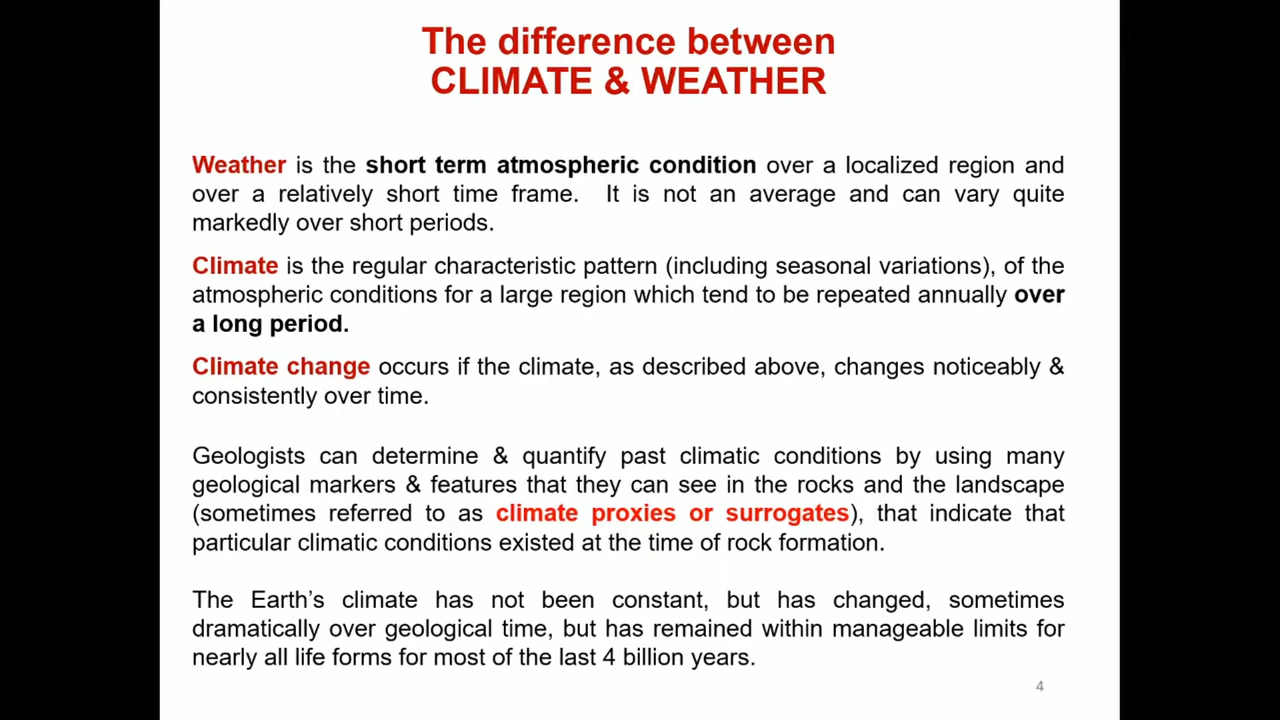 The difference between
CLIMATE & WEATHER
Weather is the short term atmospheric condition over a localized region and
over a relatively short time frame.  It is not an average and can vary quite
markedly over short periods.
Climate is the regular characteristic pattern (including seasonal variations), of the
atmospheric conditions for a large region which tend to be repeated annually over
a long period.
Climate change occurs if the climate, as described above, changes noticeably &
consistently over time.
Geologists can determine & quantify past climatic conditions by using many
geological markers & features that they can see in the rocks and the landscape
(sometimes referred to as climate proxies or surrogates), that indicate that
particular climatic conditions existed at the time of rock formation.
The Earth’s climate has not been constant, but has changed, sometimes
dramatically over geological time, but has remained within manageable limits for
nearly all life forms for most of the last 4 billion years.
4